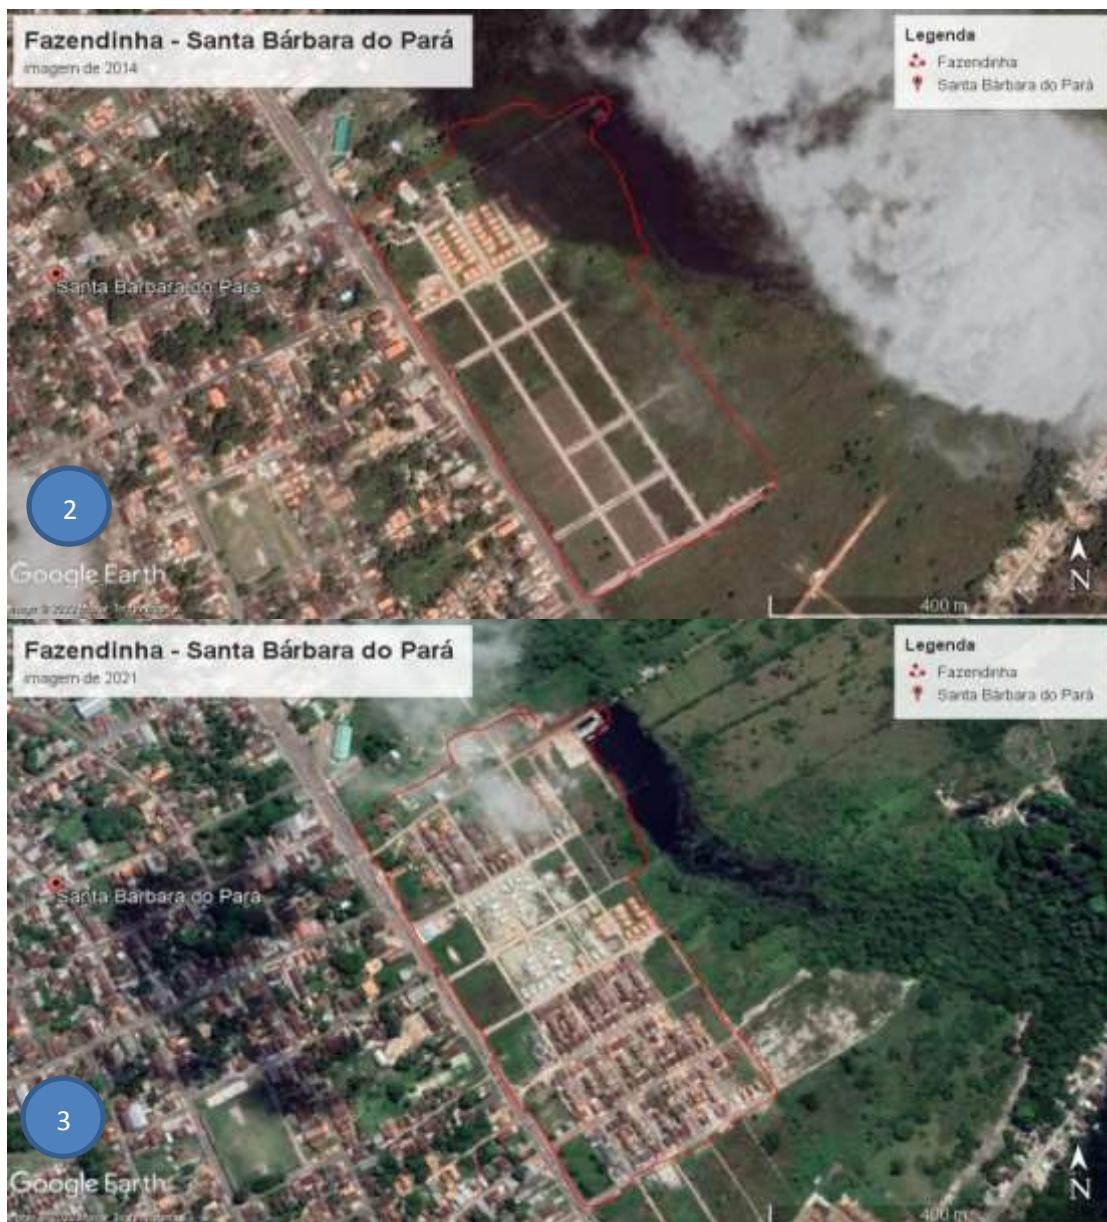 Fazendinha - Santa Bárbara do Pará
imagem de 2014
Legenda
Fazendinha
Santa Bárbara do Pará
Santa Bárbara do Pará
2
Google Earth
400 m
N
Fazendinha - Santa Bárbara do Pará
imagem de 2021
Legenda
Fazendinha
Santa Bárbara do Pará
Santa Bárbara do Pará
3
Google Earth
400 m
N